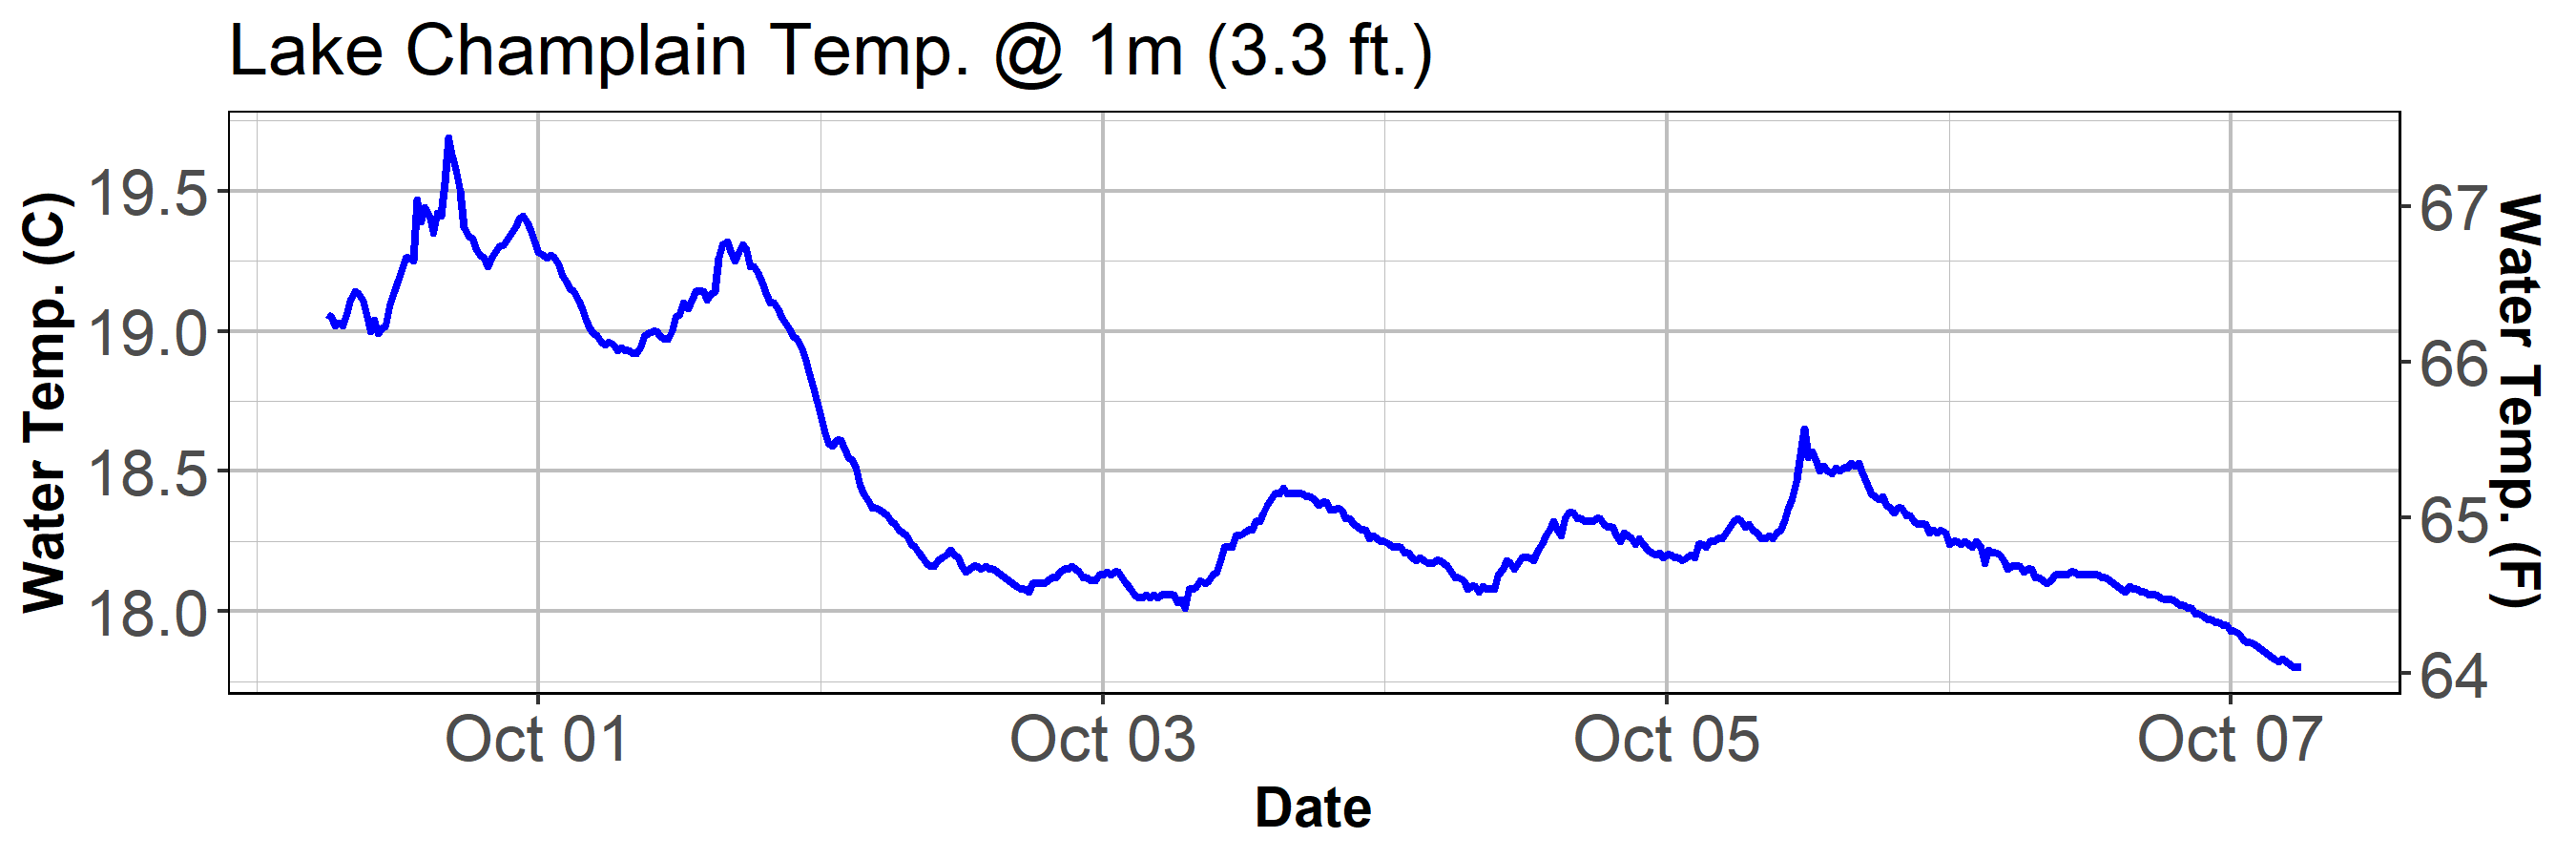 Lake Champlain Temp. @ 1m (3.3 ft.)
Water Temp. (C)
19.5
19.0
18.5
18.0
67
66
65
64
Water Temp. (F)
Oct 01
Oct 03
Oct 05
Oct 07
Date